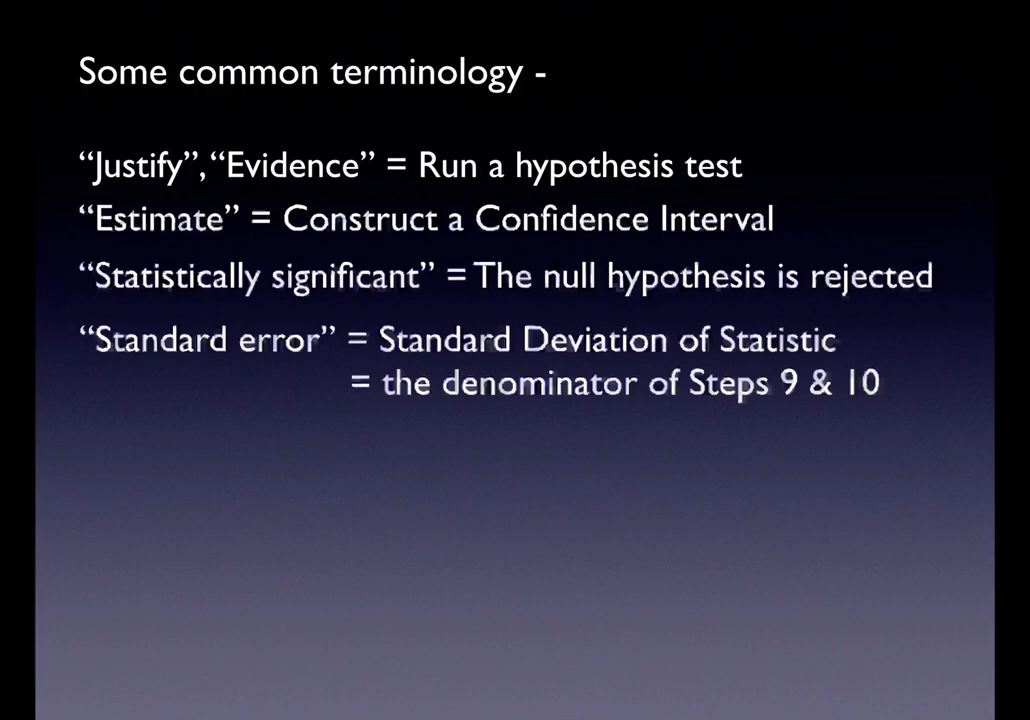 Some common terminology -
“Justify”, “Evidence” = Run a hypothesis test
“Estimate” = Construct a Confidence Interval
“Statistically significant” = The null hypothesis is rejected
“Standard error” = Standard Deviation of Statistic
= the denominator of Steps 9 & 10